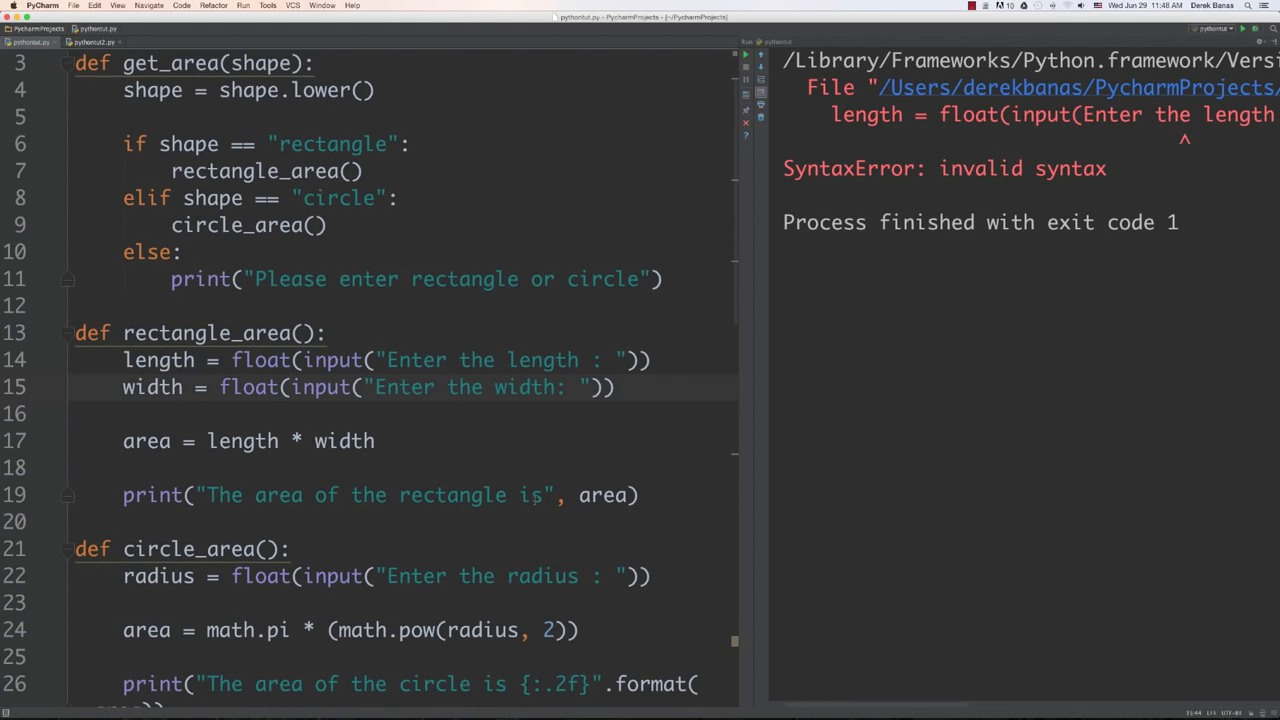 PyCharm File Edit View Navigate Code Refactor Run Tools VCS Window Help
10 Wed Jun 29 11:48 AM Derek Banas
pythontut.py - PycharmProjects - [~/PycharmProjects]
PycharmProjects pythontut.py
pythontut
pythontut.py pythontut2.py
Run pythontut
3 def get_area(shape):
4 shape = shape.lower()
5
6 if shape == "rectangle":
7 rectangle_area()
8 elif shape == "circle":
9 circle_area()
10 else:
11 print("Please enter rectangle or circle")
12
13 def rectangle_area():
14 length = float(input("Enter the length : "))
15 width = float(input("Enter the width: "))
16
17 area = length * width
18
19 print("The area of the rectangle is", area)
20
21 def circle_area():
22 radius = float(input("Enter the radius : "))
23
24 area = math.pi * (math.pow(radius, 2))
25
26 print("The area of the circle is {:.2f}".format(
/Library/Frameworks/Python.framework/Versi
File "/Users/derekbanas/PycharmProjects/
length = float(input(Enter the length
^
SyntaxError: invalid syntax
Process finished with exit code 1
15:44 LF÷ UTF-8÷